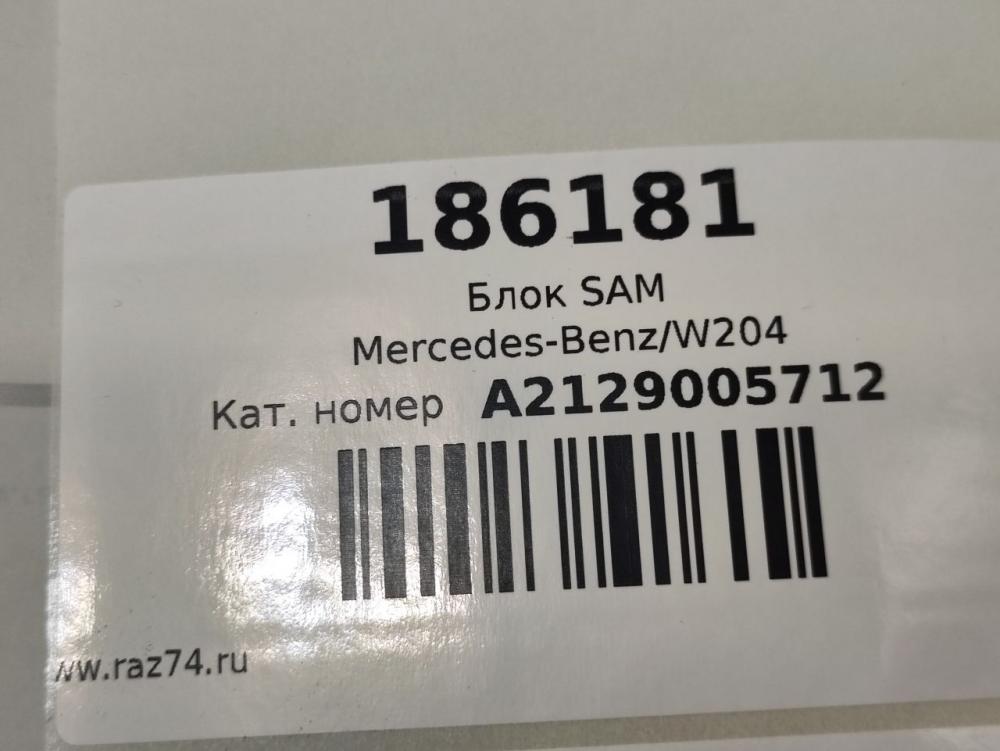 186181
Блок SAM
Mercedes-Benz/W204
Кат. номер A2129005712
ww.raz74.ru